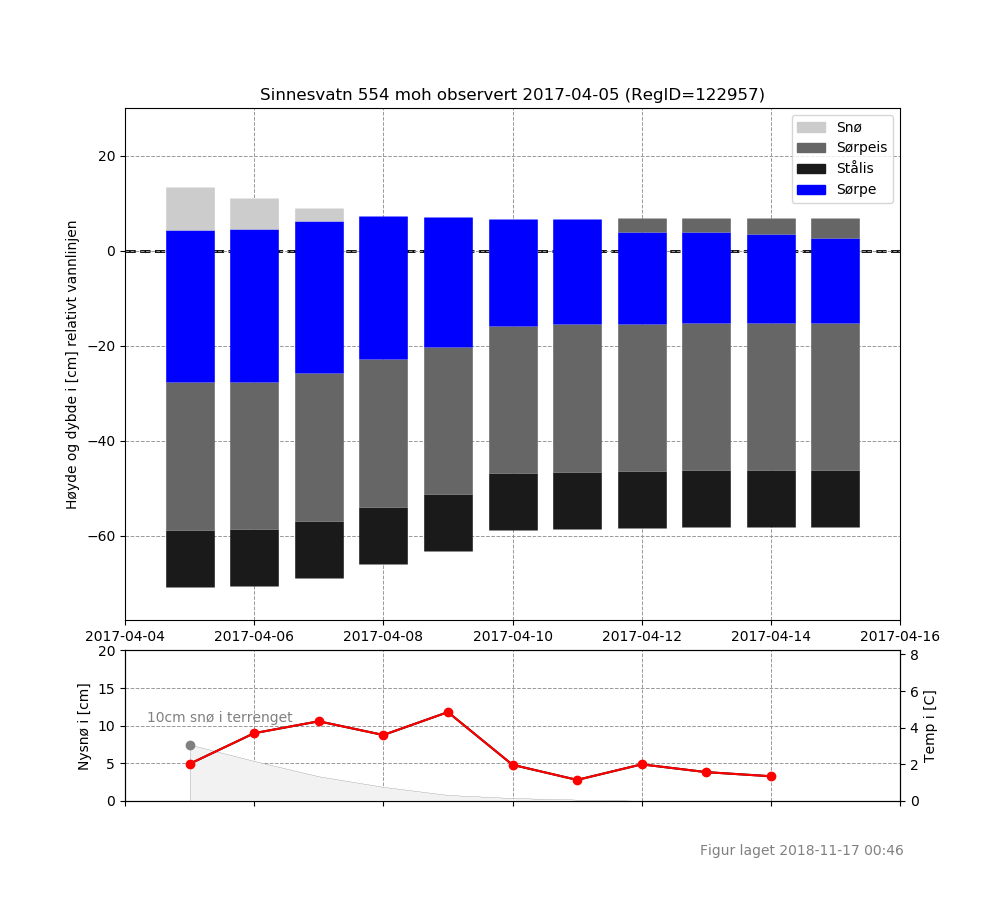 Sinnesvatn 554 moh observert 2017-04-05 (RegID=122957)
Snø
Sørpeis
Stålis
Sørpe
Høyde og dybde i [cm] relativt vannlinjen
20
0
−20
−40
−60
2017-04-04 2017-04-06 2017-04-08 2017-04-10 2017-04-12 2017-04-14 2017-04-16
Nysnø i [cm]
20
15
10
5
0
10cm snø i terrenget
8
6
4
2
0
Temp i [C]
Figur laget 2018-11-17 00:46